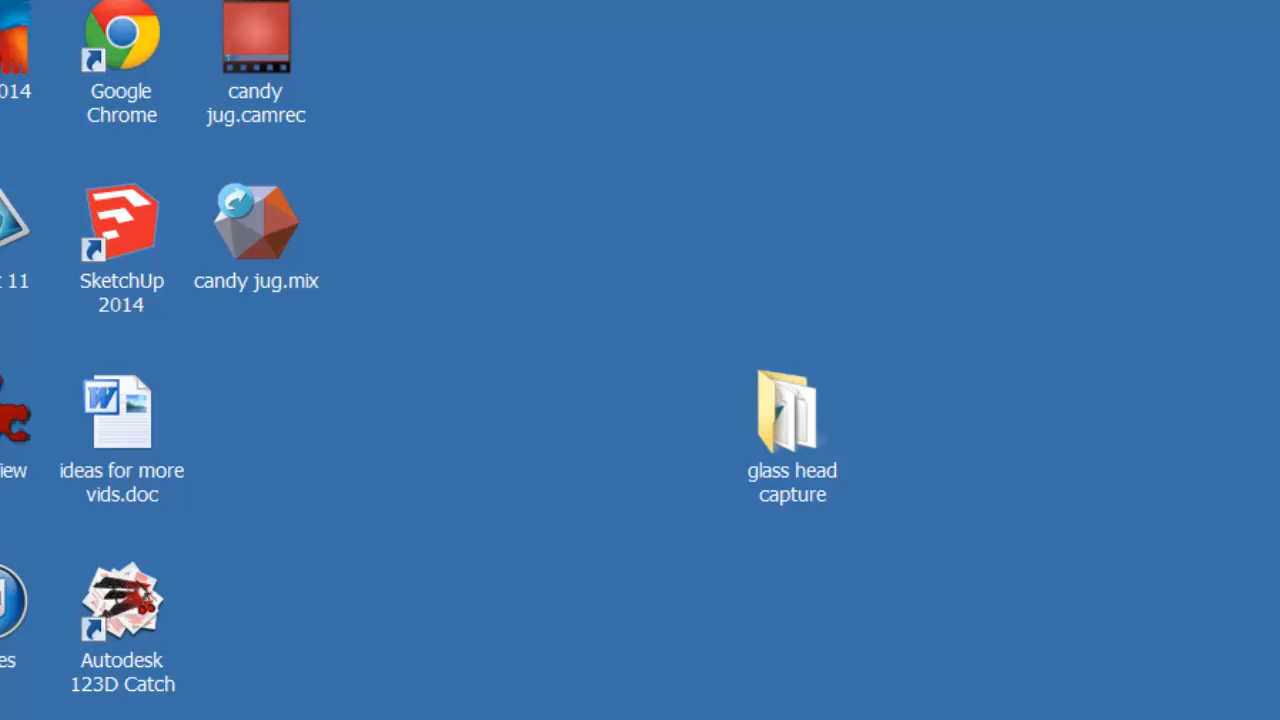 014
Google
Chrome
candy
jug.camrec
11
SketchUp
2014
candy jug.mix
iew
ideas for more
vids.doc
glass head
capture
es
Autodesk
123D Catch